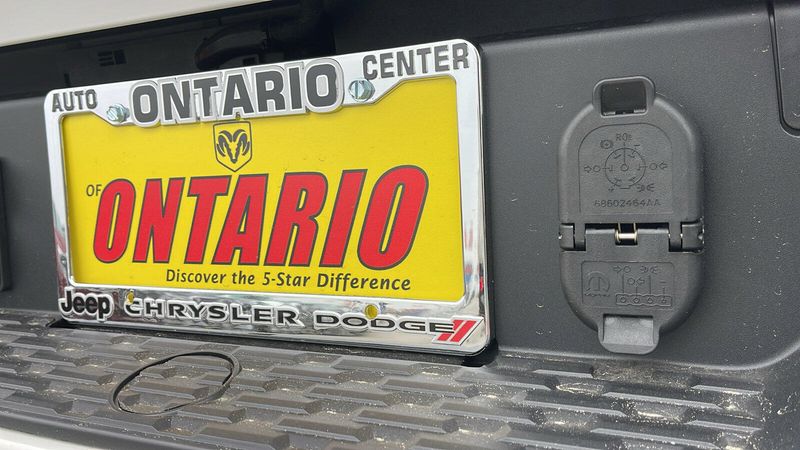 AUTO ONTARIO CENTER
OF
ONTARIO
Discover the 5-Star Difference
Jeep CHRYSLER DODGE
68602464AA